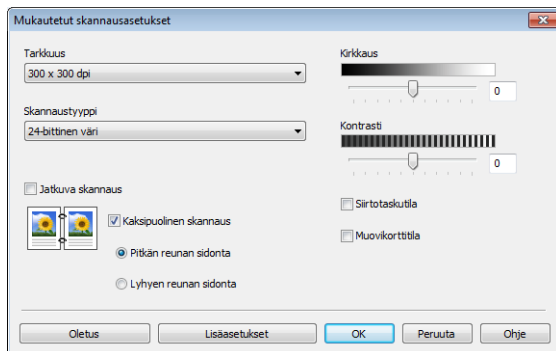 Mukautetut skannausasetukset
Tarkkuus
300 x 300 dpi
Skannaustyyppi
24-bittinen väri
Jatkuva skannaus
Kaksipuolinen skannaus
Pitkän reunan sidonta
Lyhyen reunan sidonta
Kirkkaus
0
Kontrasti
0
Siirtotaskutila
Muovikorttitila
Oletus
Lisäasetukset
OK
Peruuta
Ohje